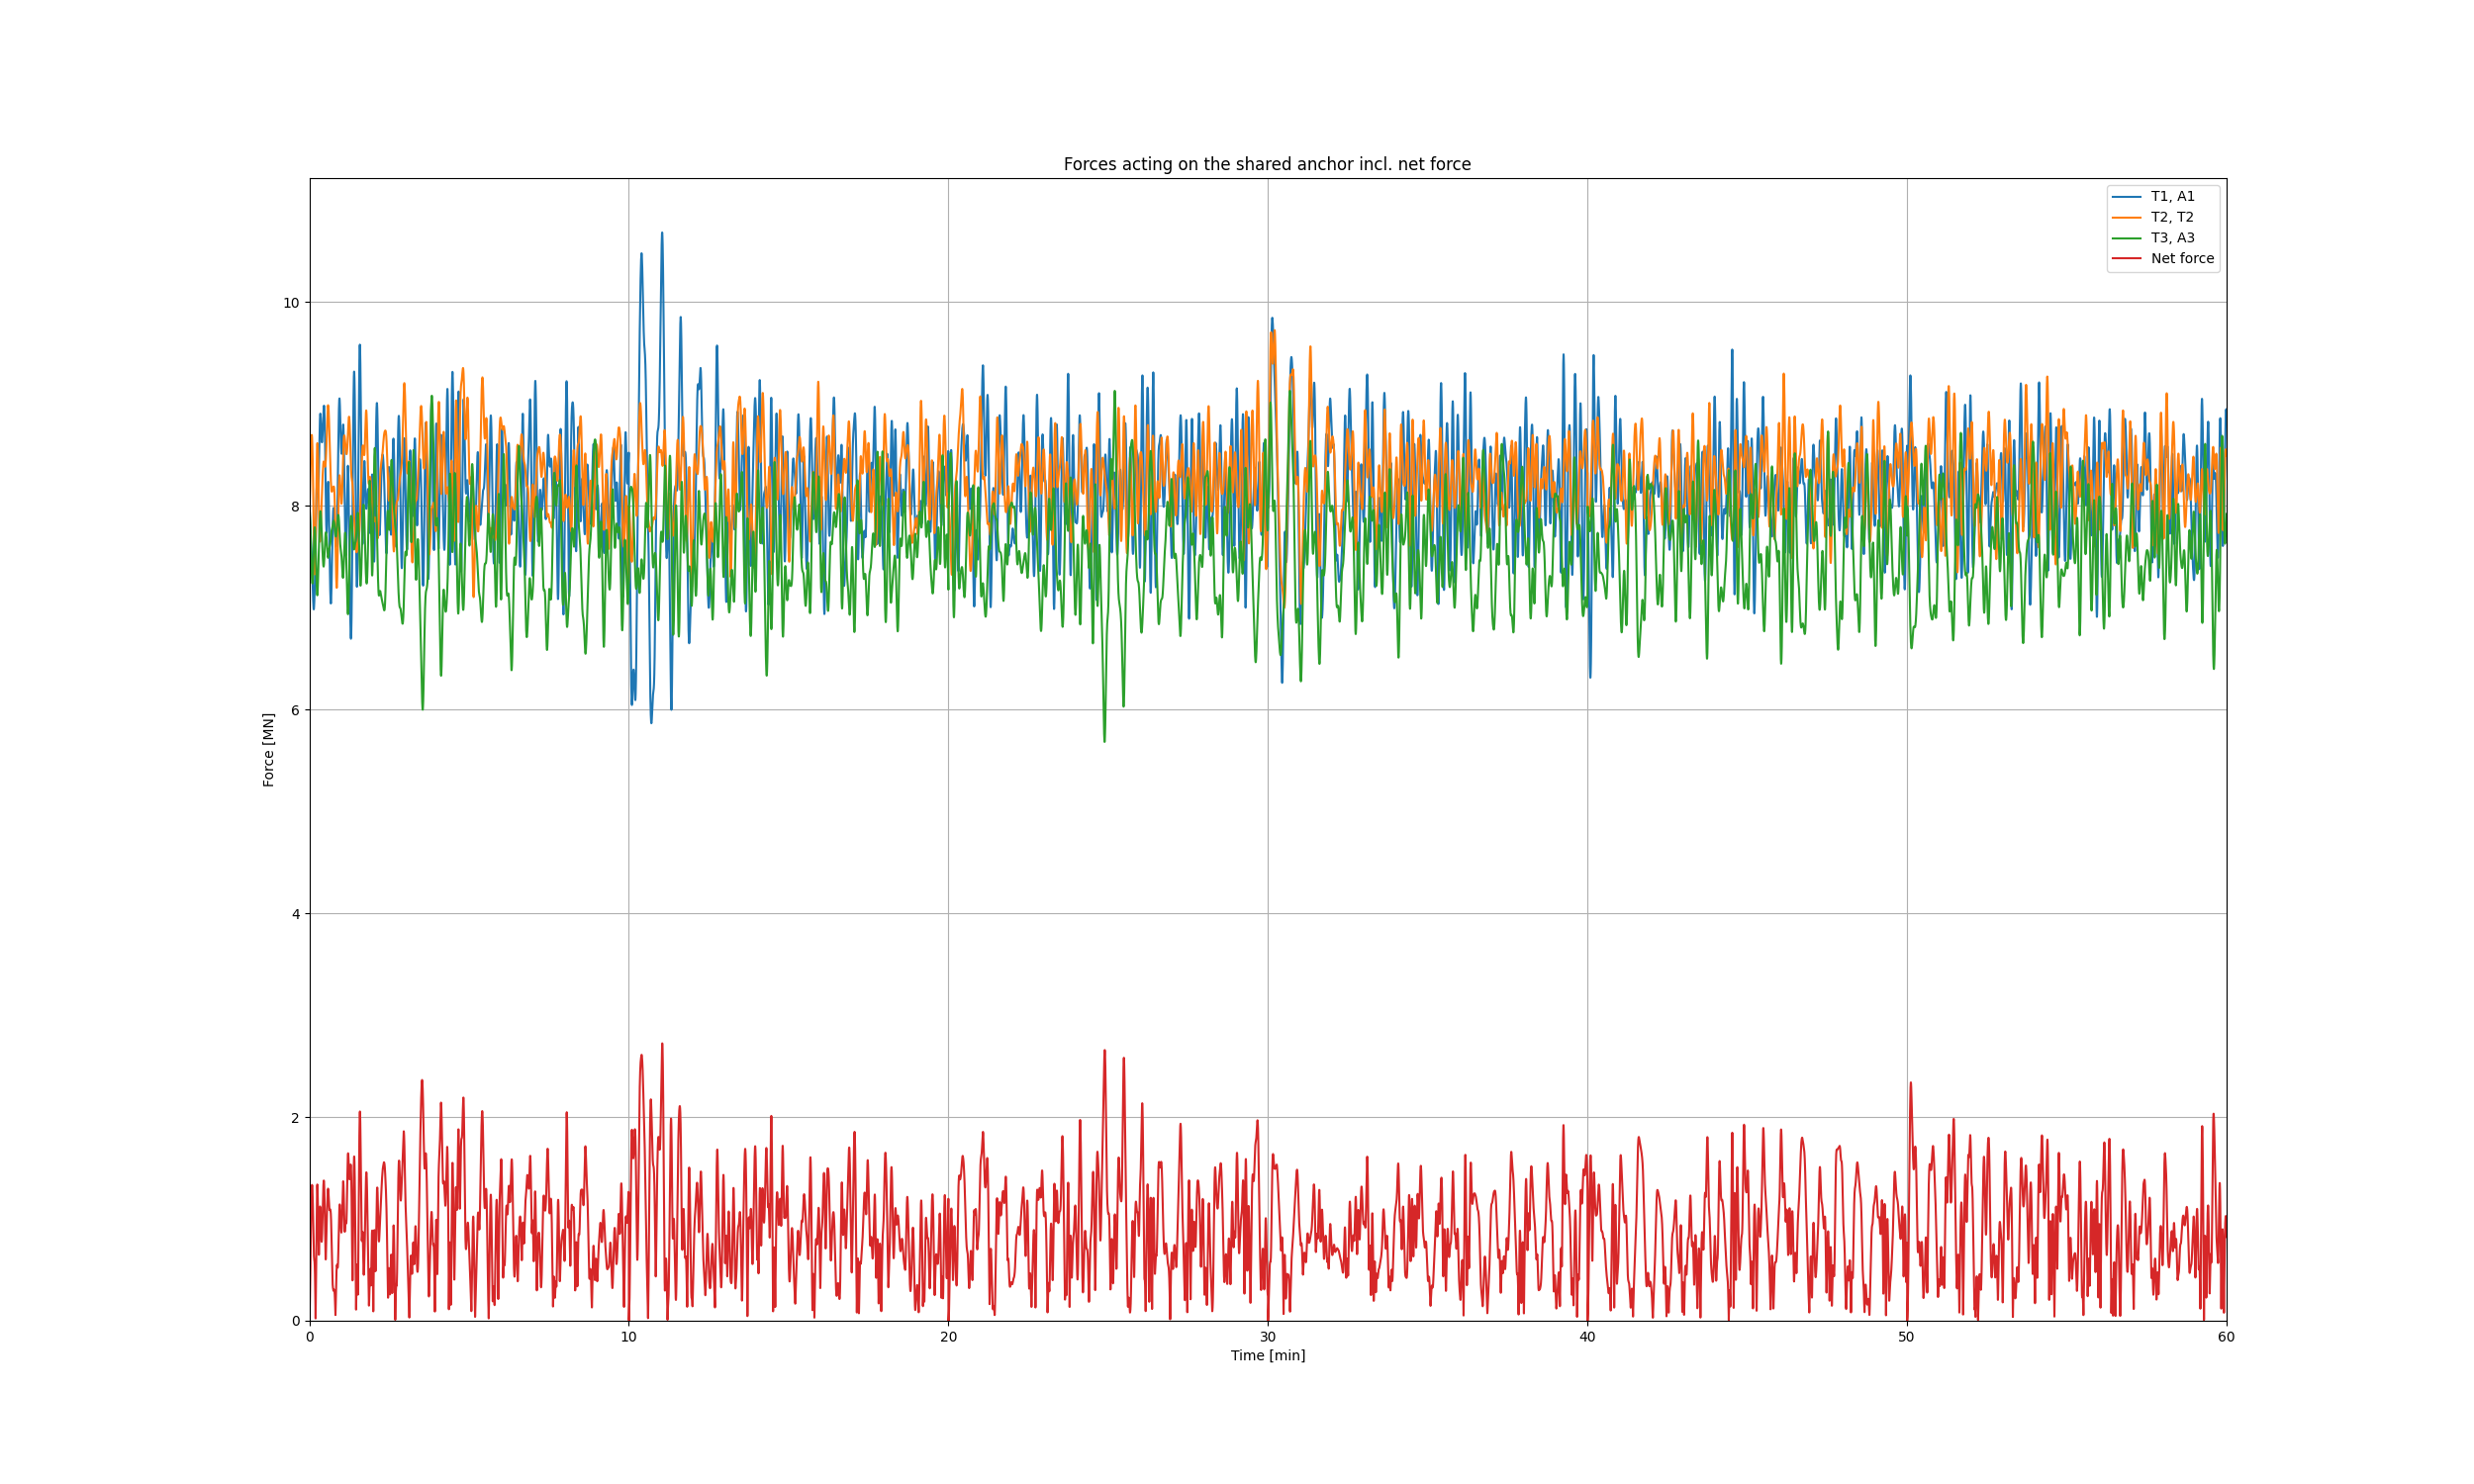 Forces acting on the shared anchor incl. net force
T1, A1
T2, T2
T3, A3
Net force
10
8
6
4
2
0
Force [MN]
0 10 20 30 40 50 60
Time [min]